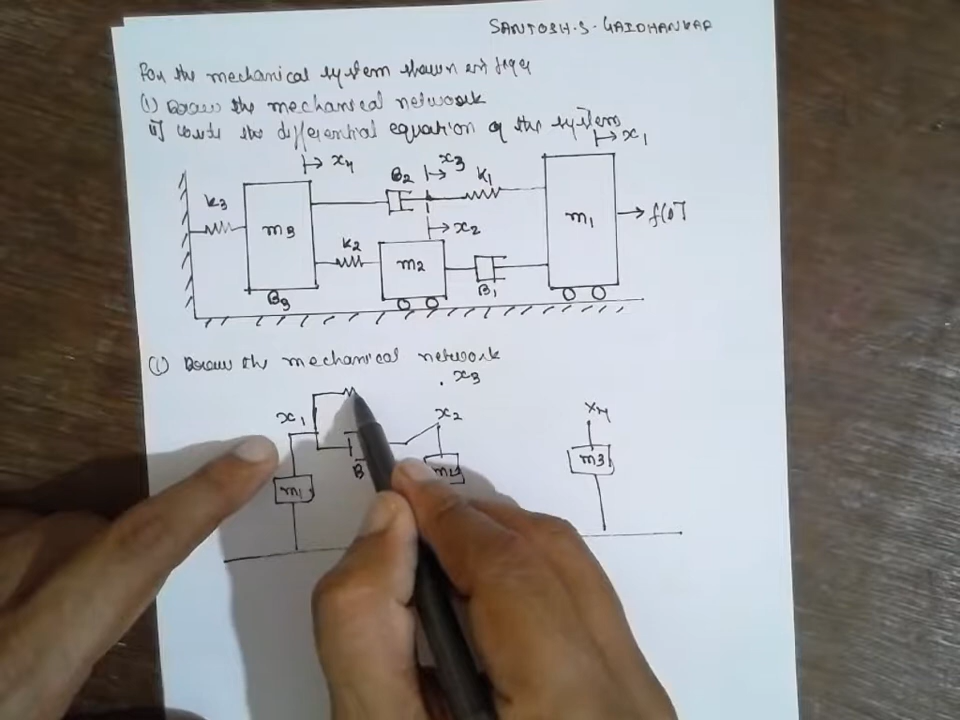 SANTOSH.S. GAIDHANKAR
For the mechanical system shown in
(i) Draw the mechanical network
ii] write the differential equation of the system
x4 x3 x1
B2 K1
K3
m3 m1 f(t)
x2
K2 m2
B3 B1
(i) Draw the mechanical network
x3
x1 x2 x4
m3
B m2
m1